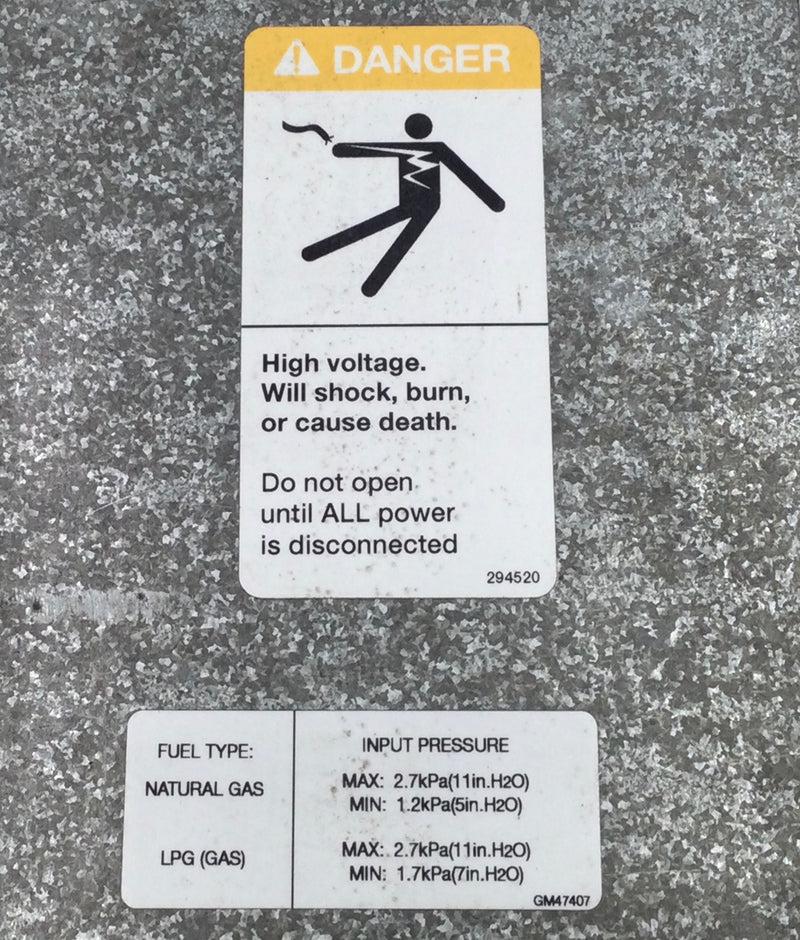 DANGER
High voltage.
Will shock, burn,
or cause death.
Do not open
until ALL power
is disconnected
294520
FUEL TYPE: INPUT PRESSURE
NATURAL GAS MAX: 2.7kPa(11in.H2O)
MIN: 1.2kPa(5in.H2O)
LPG (GAS) MAX: 2.7kPa(11in.H2O)
MIN: 1.7kPa(7in.H2O)
GM47407